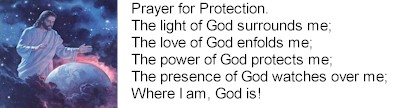 Prayer for Protection.
The light of God surrounds me;
The love of God enfolds me;
The power of God protects me;
The presence of God watches over me;
Where I am, God is!